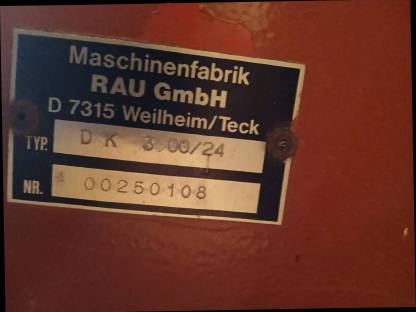 Maschinenfabrik
RAU GmbH
D 7315 Weilheim/Teck
TYP. D K 3.00/24
NR. 00250108